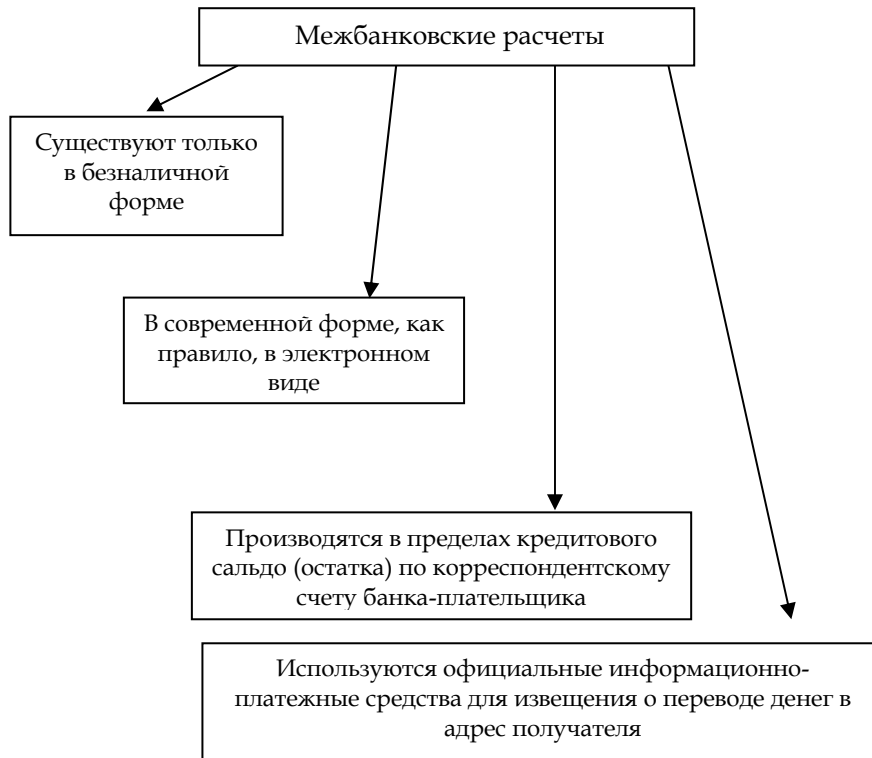 Межбанковские расчеты
Существуют только
в безналичной
форме
В современной форме, как
правило, в электронном
виде
Производятся в пределах кредитового
сальдо (остатка) по корреспондентскому
счету банка-плательщика
Используются официальные информационно-
платежные средства для извещения о переводе денег в
адрес получателя